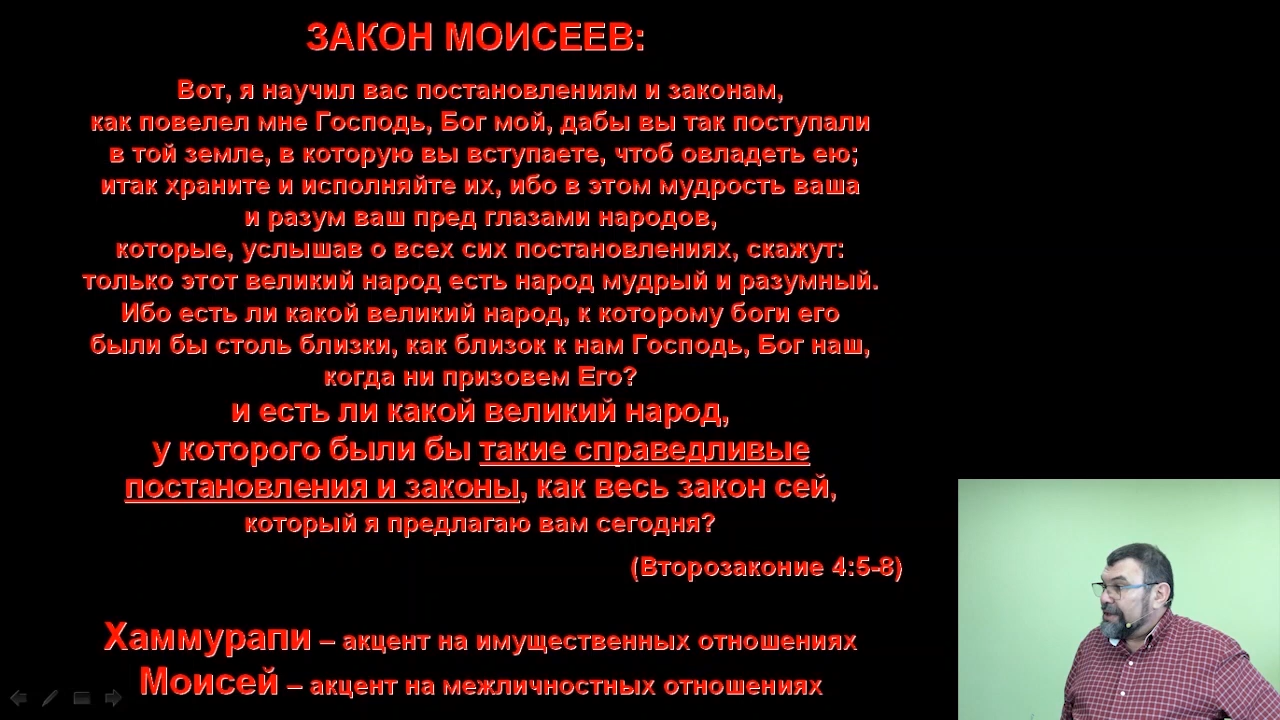 ЗАКОН МОИСЕЕВ:
Вот, я научил вас постановлениям и законам,
как повелел мне Господь, Бог мой, дабы вы так поступали
в той земле, в которую вы вступаете, чтоб овладеть ею;
итак храните и исполняйте их, ибо в этом мудрость ваша
и разум ваш пред глазами народов,
которые, услышав о всех сих постановлениях, скажут:
только этот великий народ есть народ мудрый и разумный.
Ибо есть ли какой великий народ, к которому боги его
были бы столь близки, как близок к нам Господь, Бог наш,
когда ни призовем Его?
и есть ли какой великий народ,
у которого были бы такие справедливые
постановления и законы, как весь закон сей,
который я предлагаю вам сегодня?
(Второзаконие 4:5-8)
Хаммурапи – акцент на имущественных отношениях
Моисей – акцент на межличностных отношениях